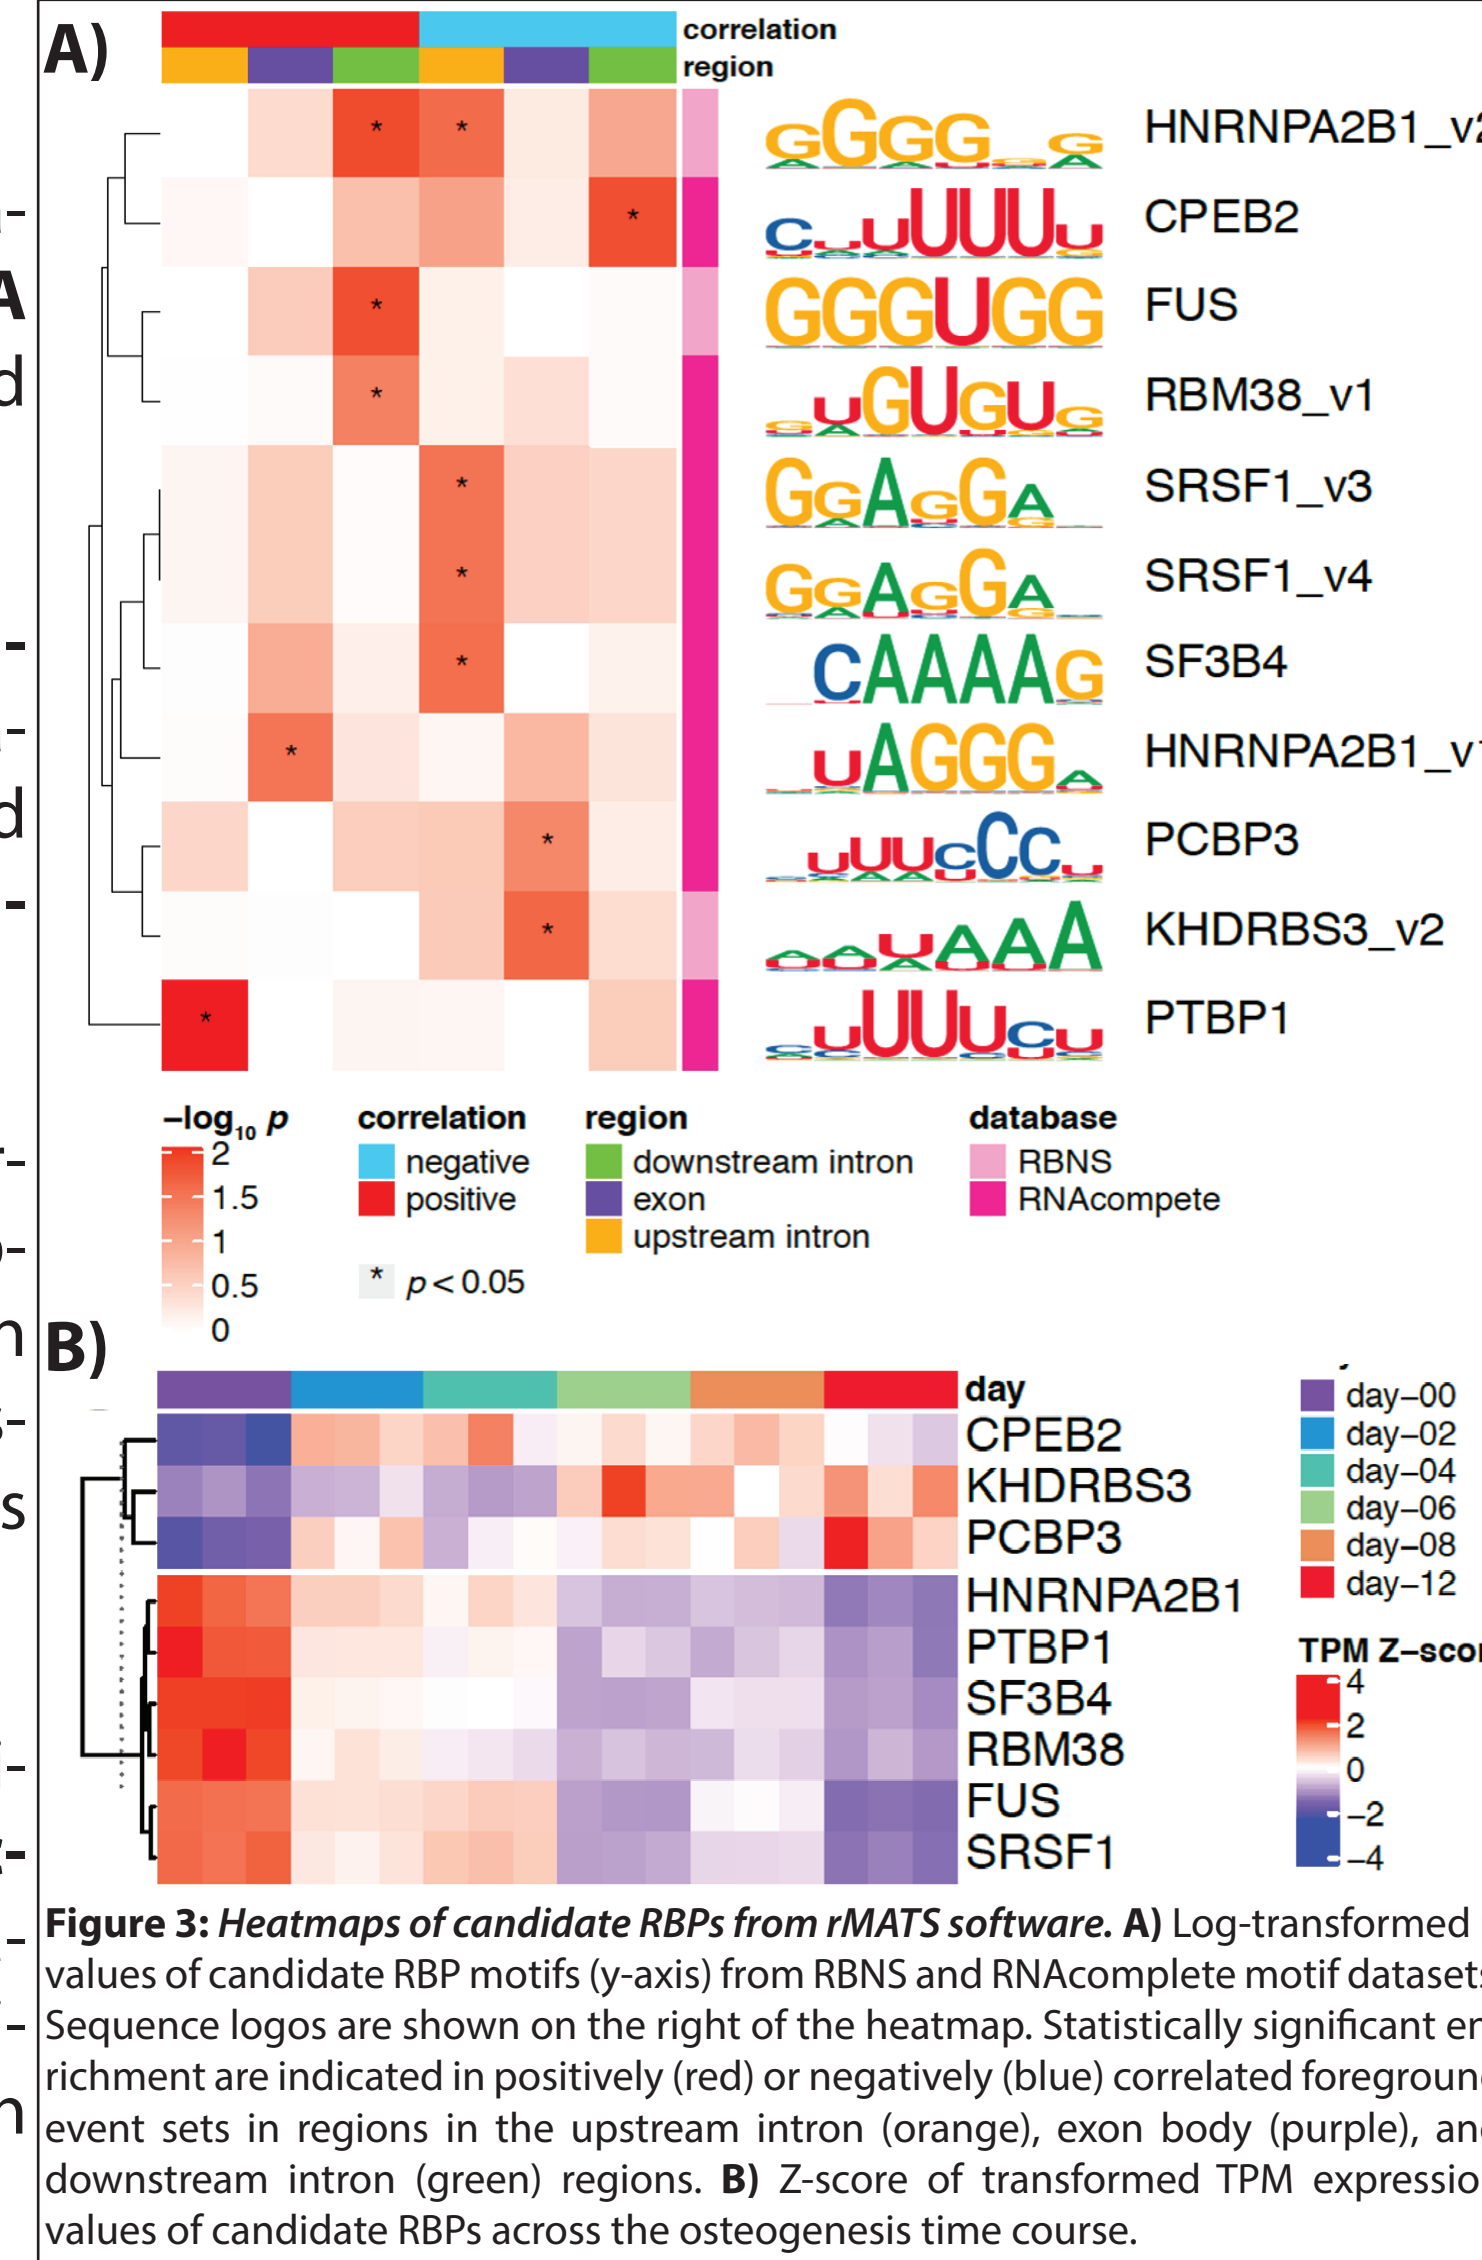 A)
correlation
region
* *
HNRNPA2B1_v2
*
CPEB2
*
GGGUGG
FUS
*
RBM38_v1
*
SRSF1_v3
*
SRSF1_v4
*
CAAAAG
SF3B4
*
UAGGGA
HNRNPA2B1_v1
*
PCBP3
*
KHDRBS3_v2
*
PTBP1
–log10 p
2
1.5
1
0.5
0
correlation
negative
positive
* p < 0.05
region
downstream intron
exon
upstream intron
database
RBNS
RNAcompete
B)
day
CPEB2
KHDRBS3
PCBP3
HNRNPA2B1
PTBP1
SF3B4
RBM38
FUS
SRSF1
day–00
day–02
day–04
day–06
day–08
day–12
TPM Z–scor
4
2
0
–2
–4
Figure 3: Heatmaps of candidate RBPs from rMATS software. A) Log-transformed
values of candidate RBP motifs (y-axis) from RBNS and RNAcomplete motif datasets
Sequence logos are shown on the right of the heatmap. Statistically significant en
richment are indicated in positively (red) or negatively (blue) correlated foreground
event sets in regions in the upstream intron (orange), exon body (purple), and
downstream intron (green) regions. B) Z-score of transformed TPM expressio
values of candidate RBPs across the osteogenesis time course.